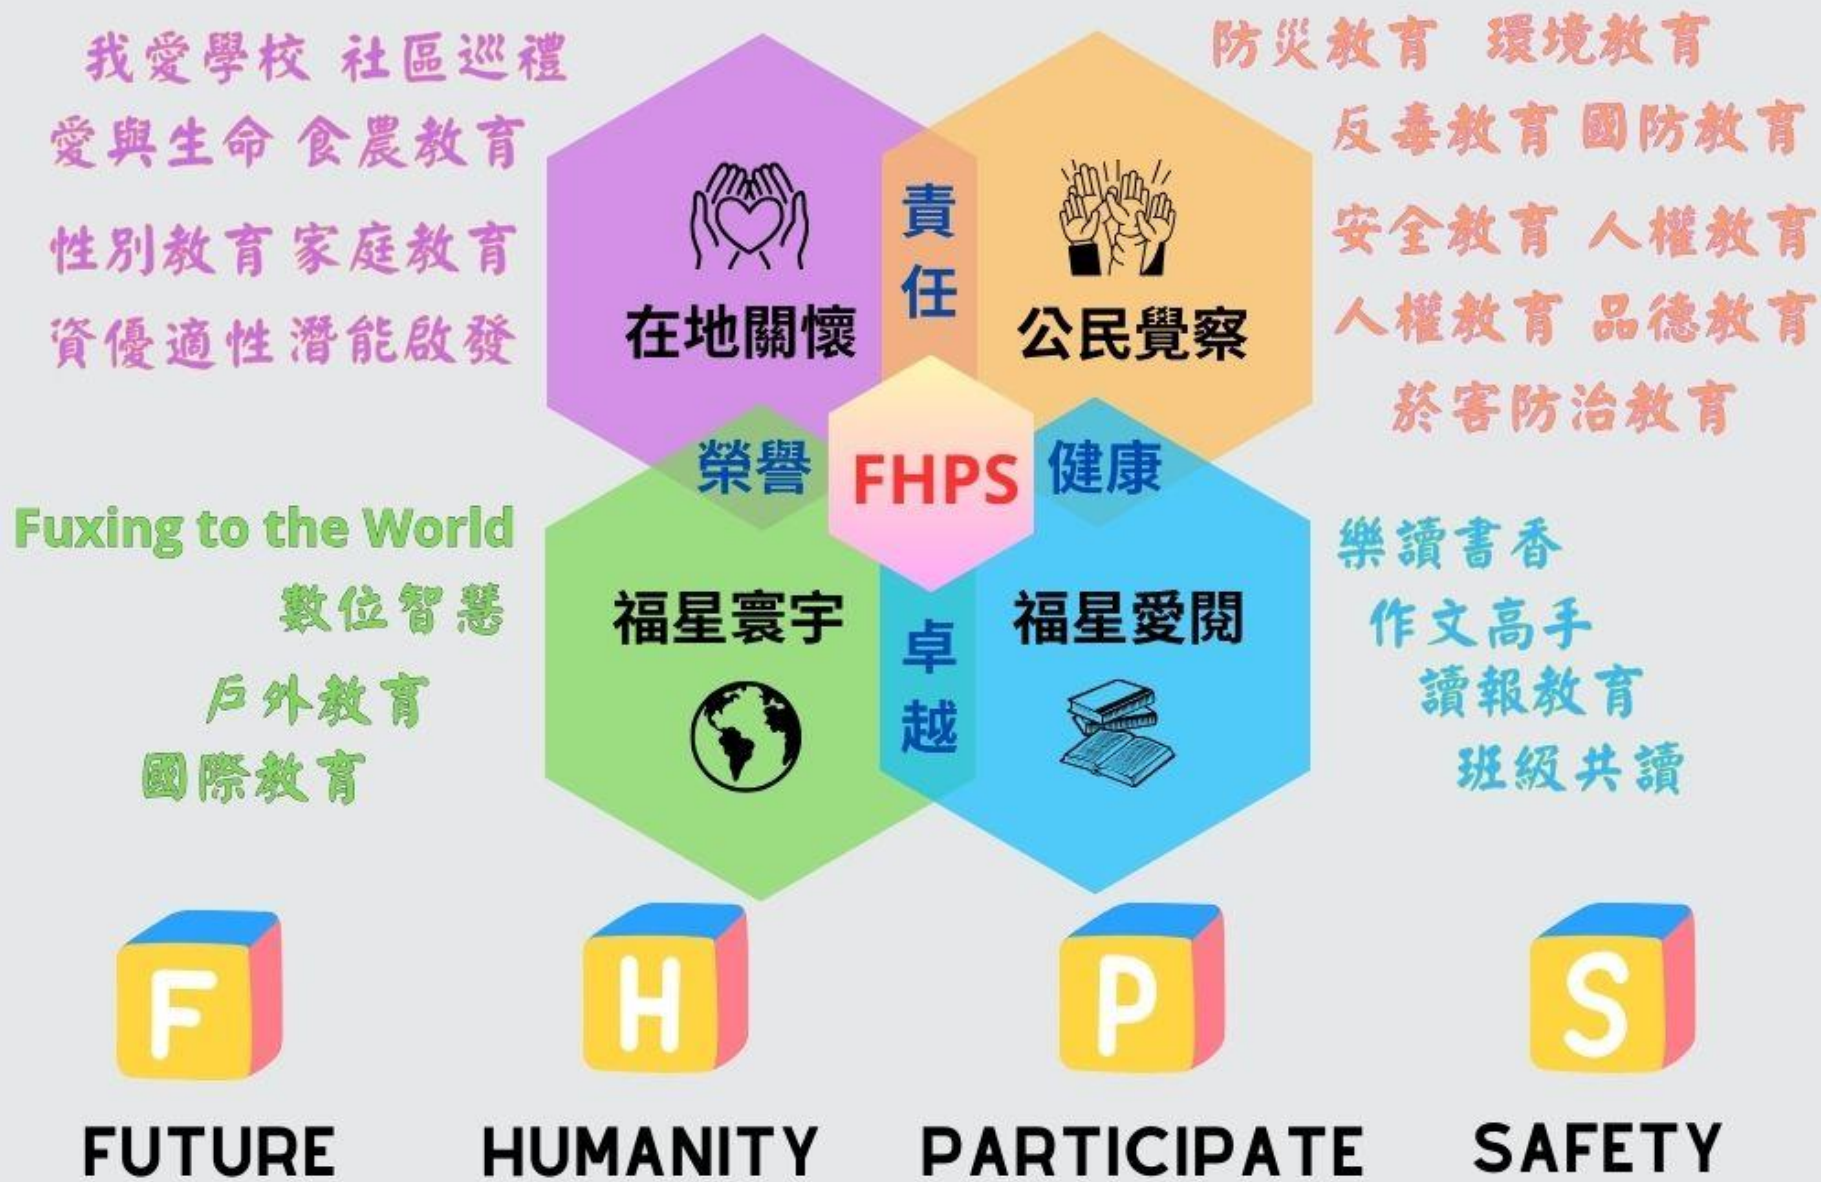 我愛學校 社區巡禮
愛與生命 食農教育
性別教育 家庭教育
資優適性 潛能啟發
防災教育 環境教育
反毒教育 國防教育
安全教育 人權教育
人權教育 品德教育
菸害防治教育
責任
在地關懷
公民覺察
榮譽
FHPS
健康
Fuxing to the World
數位智慧
戶外教育
國際教育
福星寰宇
卓越
福星愛閱
樂讀書香
作文高手
讀報教育
班級共讀
F
H
P
S
FUTURE
HUMANITY
PARTICIPATE
SAFETY